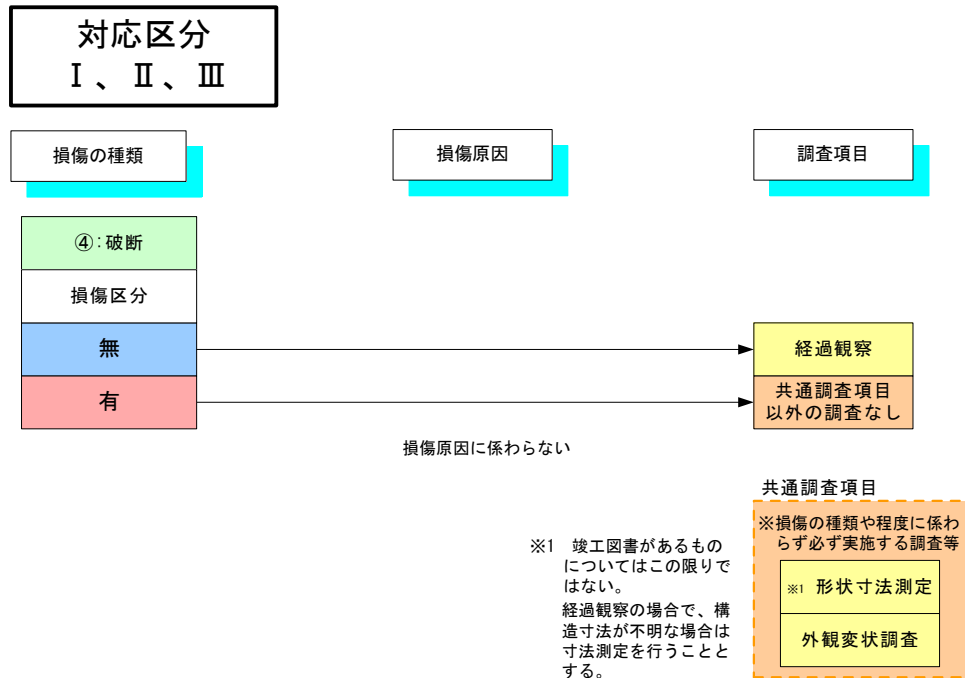 対応区分
Ⅰ、Ⅱ、Ⅲ
損傷の種類
損傷原因
調査項目
④：破断
損傷区分
無
経過観察
有
共通調査項目
以外の調査なし
損傷原因に係わらない
共通調査項目
※損傷の種類や程度に係わ
らず必ず実施する調査等
※1 形状寸法測定
外観変状調査
※1 竣工図書があるもの
についてはこの限りで
はない。
経過観察の場合で、構
造寸法が不明な場合は
寸法測定を行うことと
する。